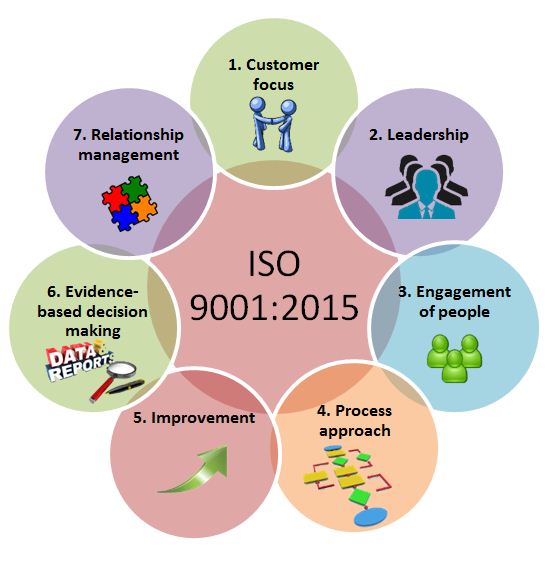 1. Customer
focus
2. Leadership
3. Engagement
of people
4. Process
approach
5. Improvement
6. Evidence-
based decision
making
DATA &
REPORTS
7. Relationship
management
ISO
9001:2015